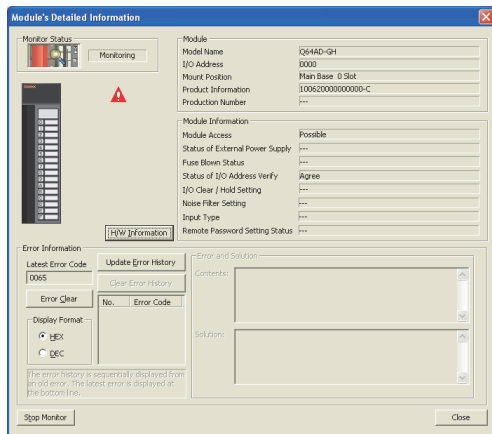 Module's Detailed Information
Monitor Status
Monitoring
Module
Model Name Q64AD-GH
I/O Address 0000
Mount Position Main Base 0 Slot
Product Information 100620000000000-C
Production Number ---
Module Information
Module Access Possible
Status of External Power Supply ---
Fuse Blown Status ---
Status of I/O Address Verify Agree
I/O Clear / Hold Setting ---
Noise Filter Setting ---
Input Type ---
Remote Password Setting Status ---
H/W Information
Error Information
Latest Error Code
0065
Update Error History
Clear Error History
Error Clear
No. Error Code
Display Format
HEX
DEC
The error history is sequentially displayed from
an old error. The latest error is displayed at
the bottom line.
Error and Solution
Contents:
Solution:
Stop Monitor
Close